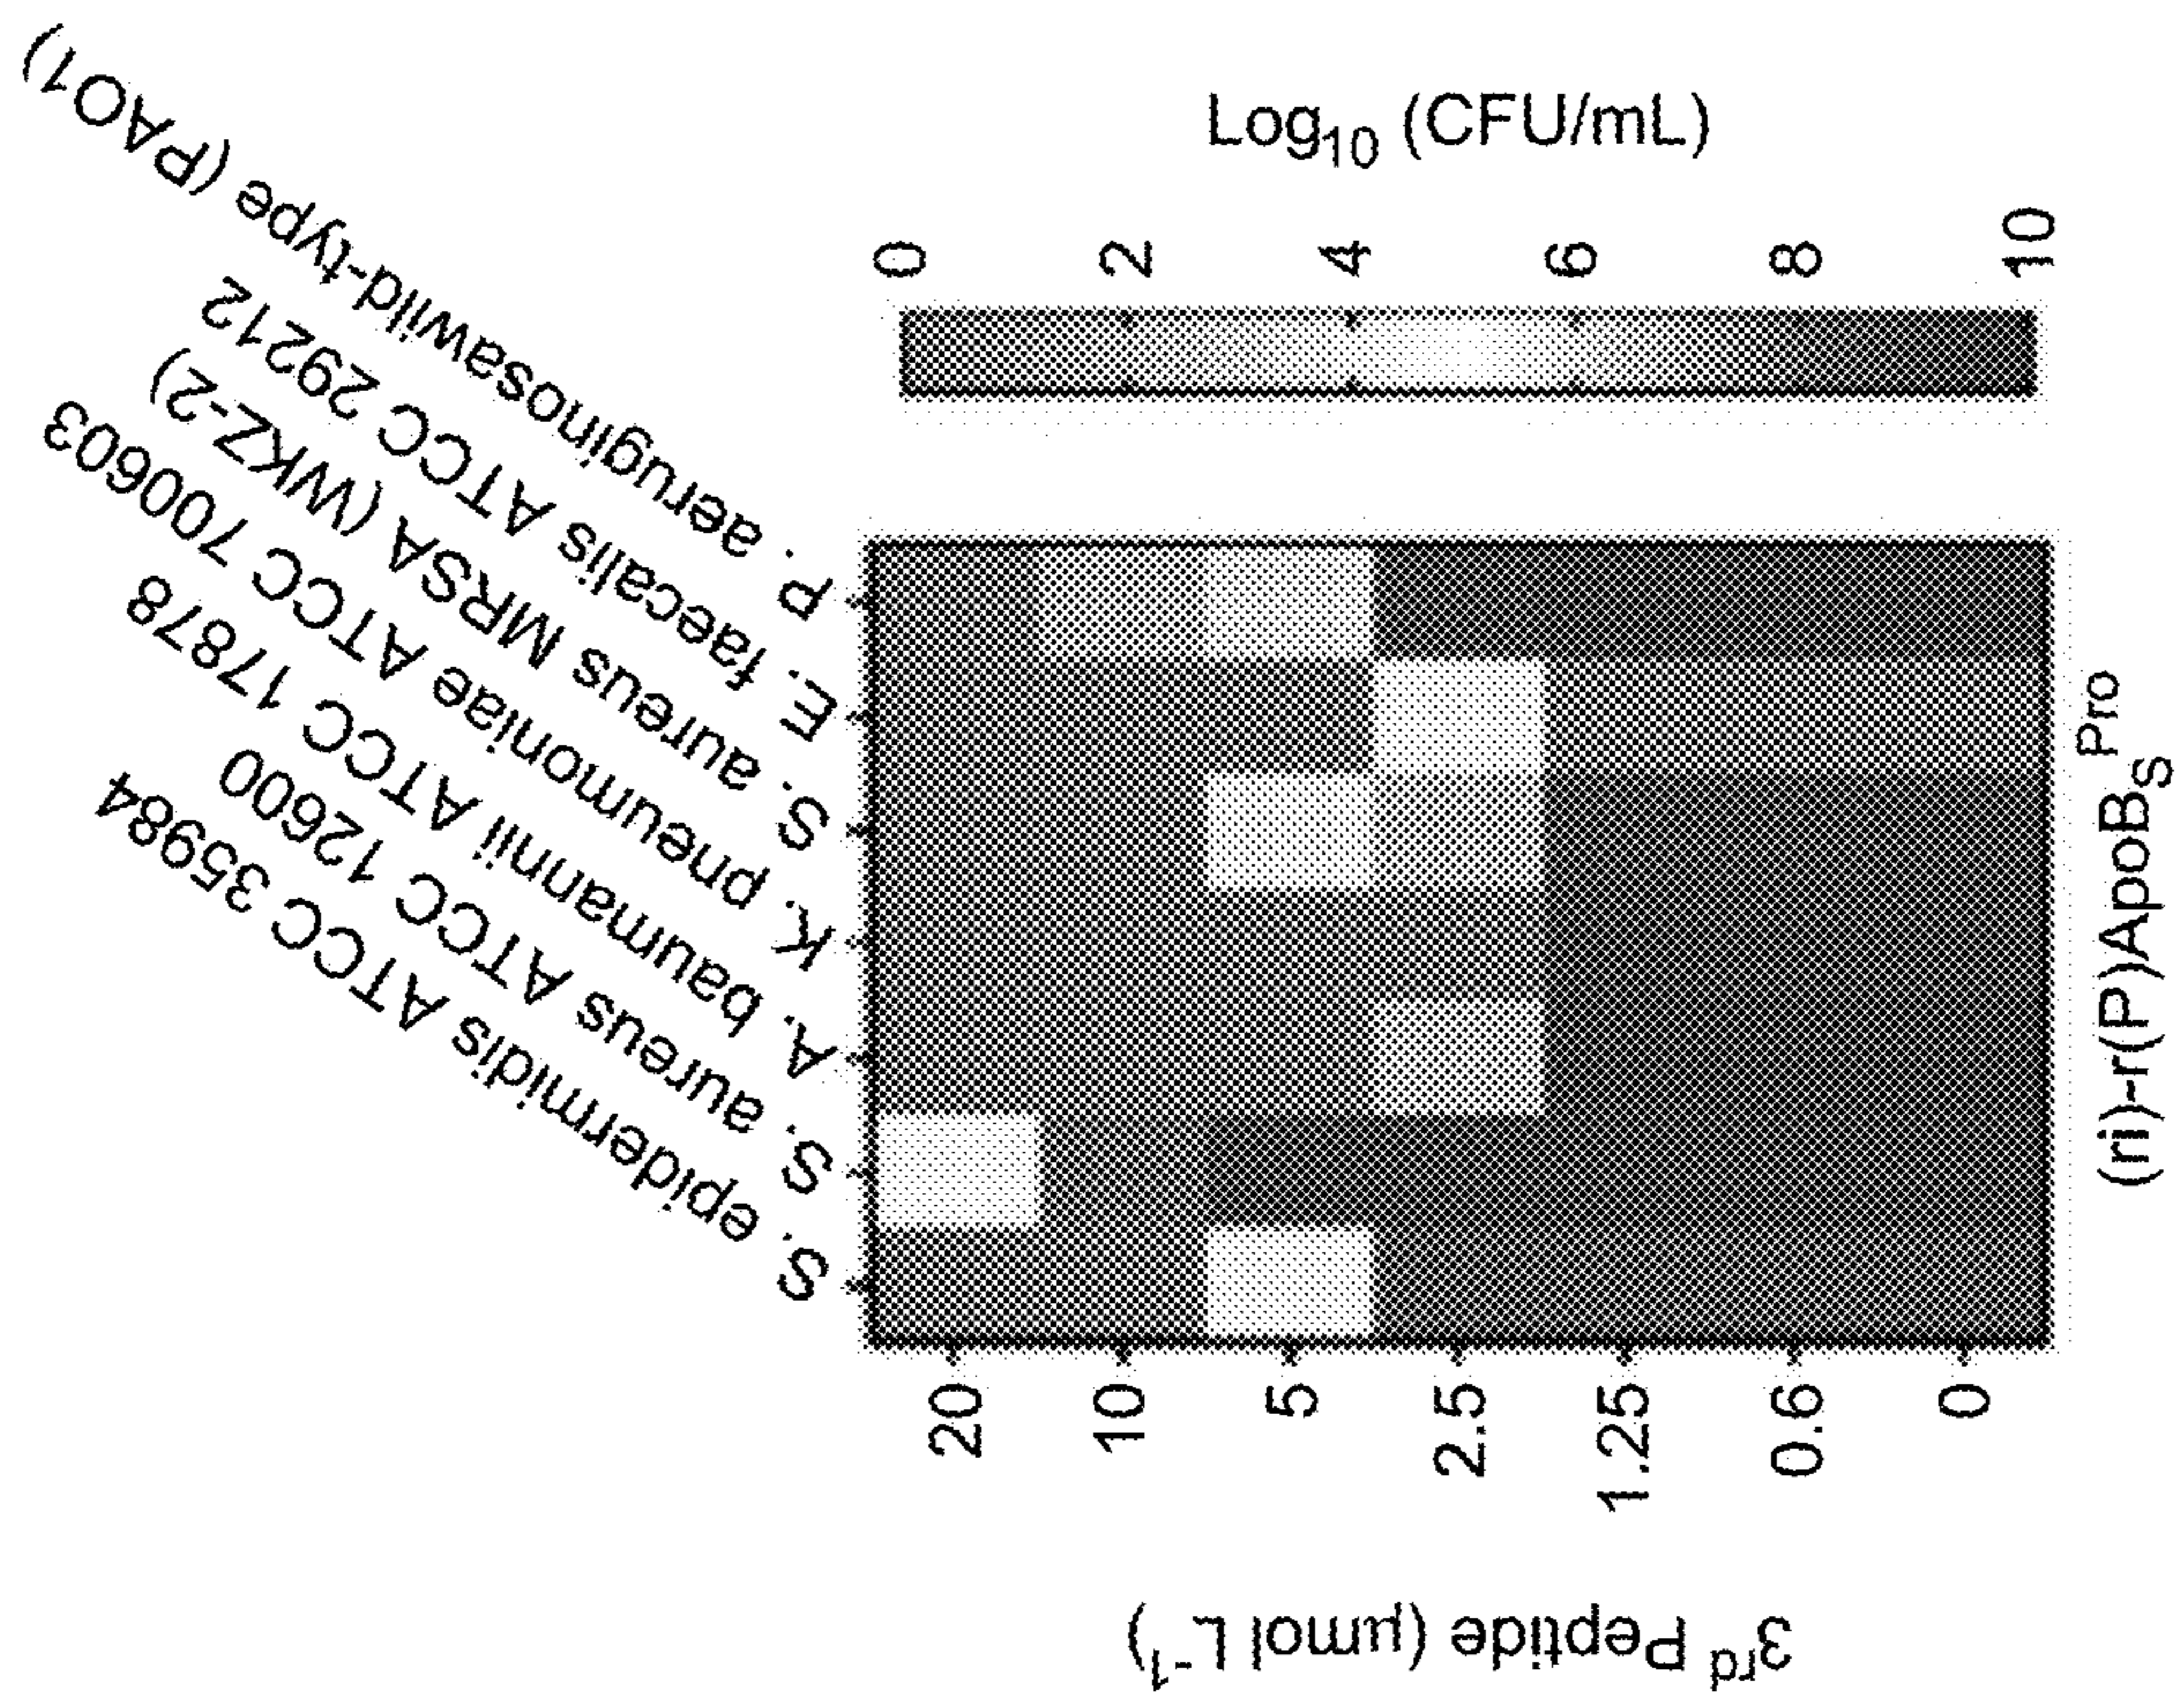 S. epidermidis ATCC 35984
S. aureus ATCC 12600
A. baumannii ATCC 17878
K. pneumoniae ATCC 700603
S. aureus MRSA (WKZ-2)
E. faecalis ATCC 29212
P. aeruginosawild-type (PAO1)
3rd Peptide (μmol L-1)
20
10
5
2.5
1.25
0.6
0
(ri)-r(P)ApoBSPro
0
2
4
6
8
10
Log10 (CFU/mL)